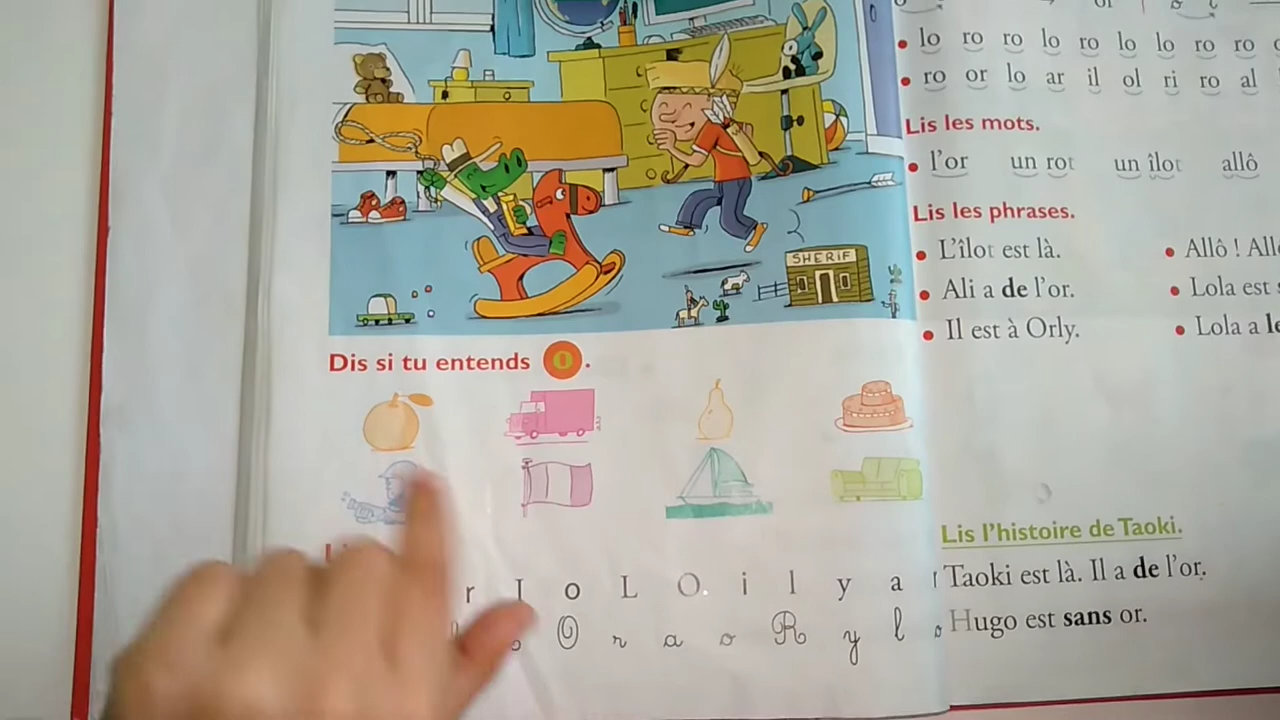 SHERIF
Dis si tu entends O.
r I o L O. i l y a
O r a o R y l o
lo ro ro lo ro lo lo ro ro
ro or lo ar il ol ri ro al
Lis les mots.
l'or un rot un îlot allô
Lis les phrases.
L'îlot est là.
Allô !
Ali a de l'or.
Lola est
Il est à Orly.
Lola a
Lis l'histoire de Taoki.
Taoki est là. Il a de l'or.
Hugo est sans or.